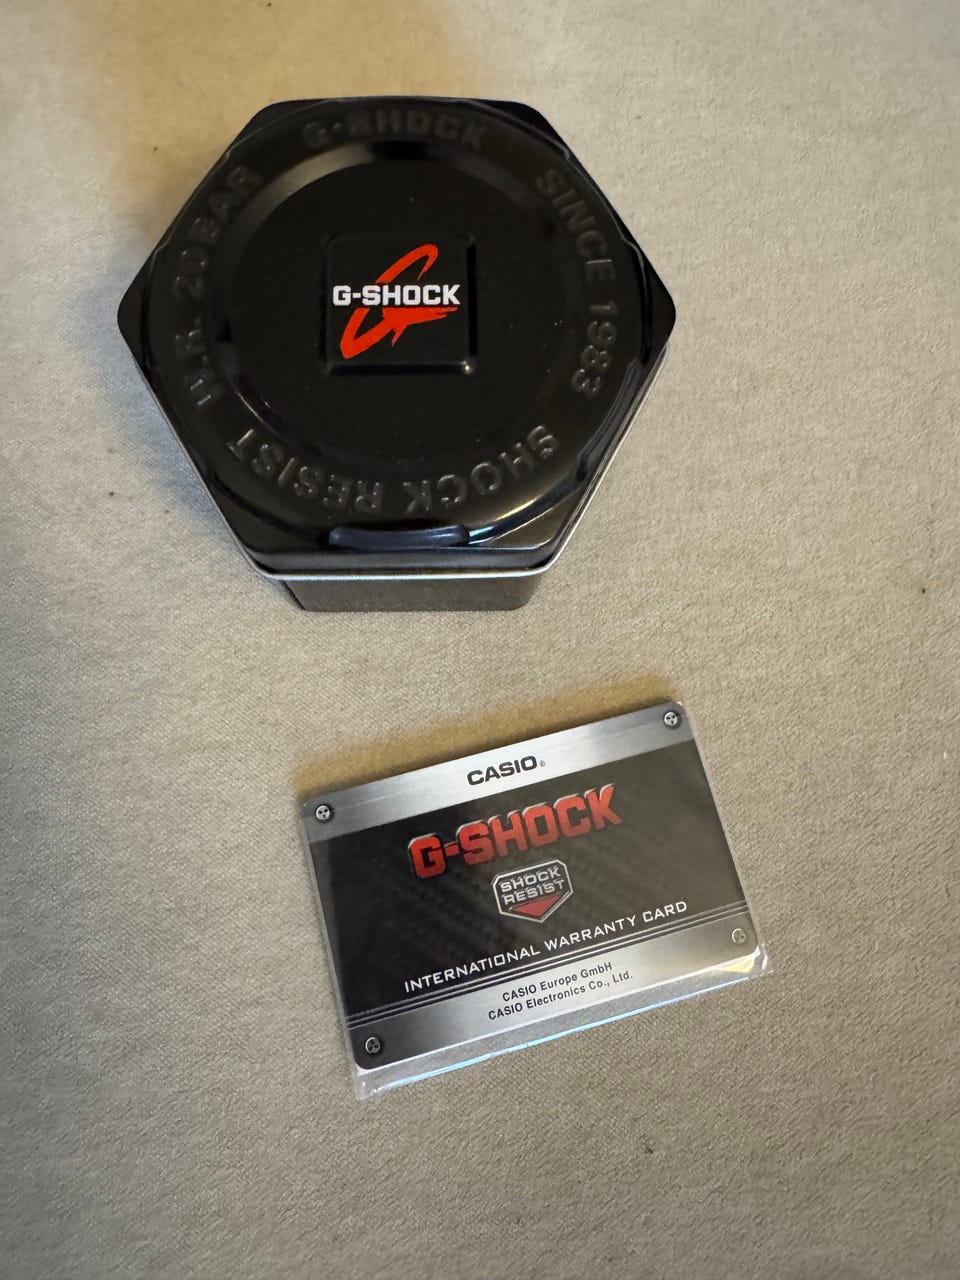 G-SHOCK
SINCE 1983
SHOCK RESIST
W.R. 20BAR
G-SHOCK
CASIO®
G-SHOCK
SHOCK
RESIST
INTERNATIONAL WARRANTY CARD
CASIO Europe GmbH
CASIO Electronics Co., Ltd.